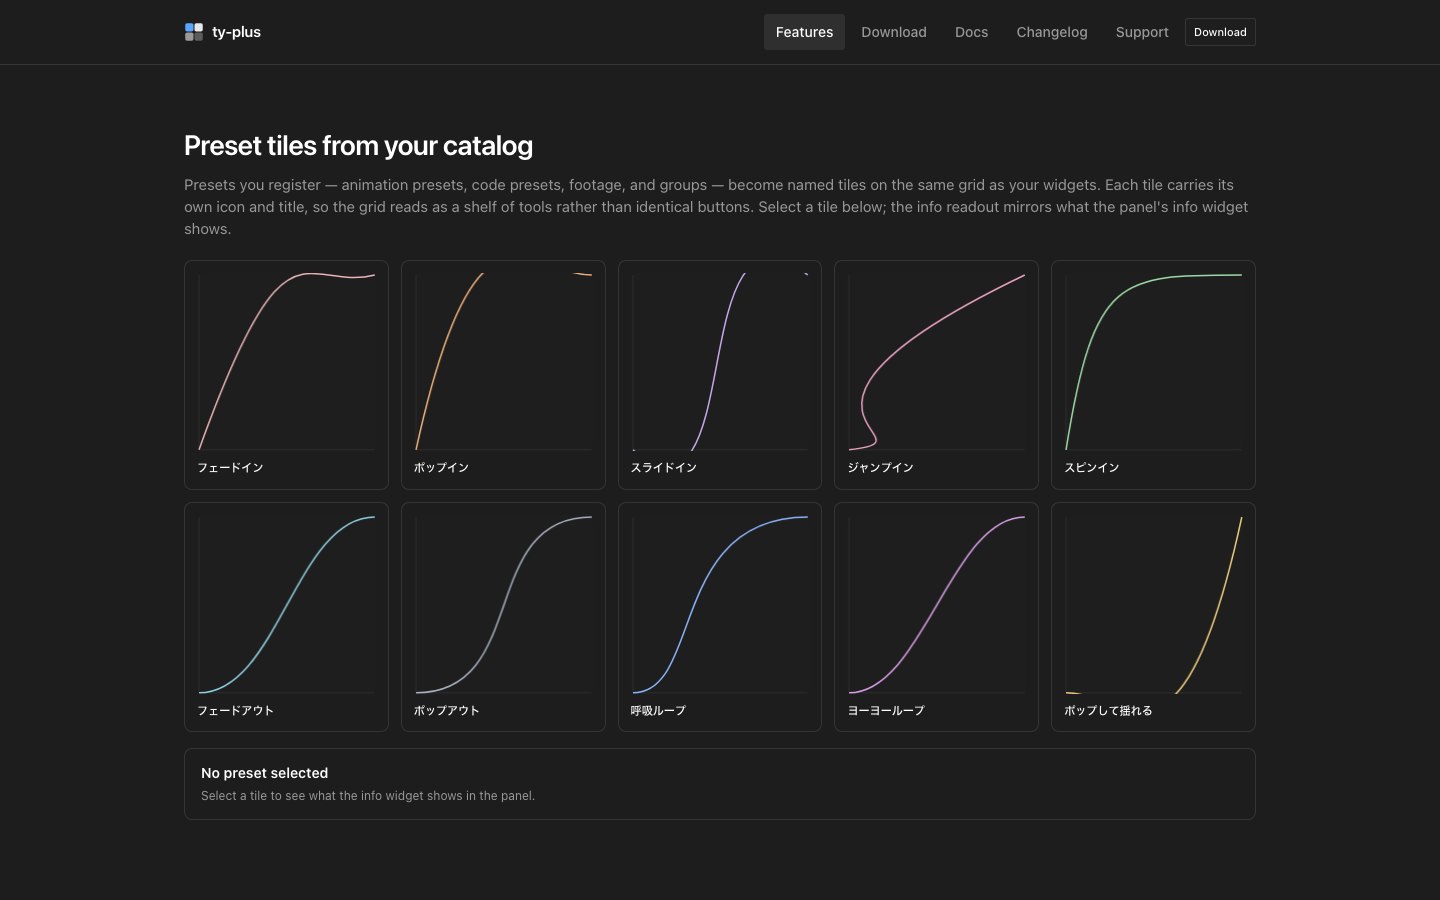 ty-plus
Features
Download
Docs
Changelog
Support
Download
Preset tiles from your catalog
Presets you register — animation presets, code presets, footage, and groups — become named tiles on the same grid as your widgets. Each tile carries its
own icon and title, so the grid reads as a shelf of tools rather than identical buttons. Select a tile below; the info readout mirrors what the panel's info widget
shows.
フェードイン
ポップイン
スライドイン
ジャンプイン
スピンイン
フェードアウト
ポップアウト
呼吸ループ
ヨーヨーループ
ポップして揺れる
No preset selected
Select a tile to see what the info widget shows in the panel.